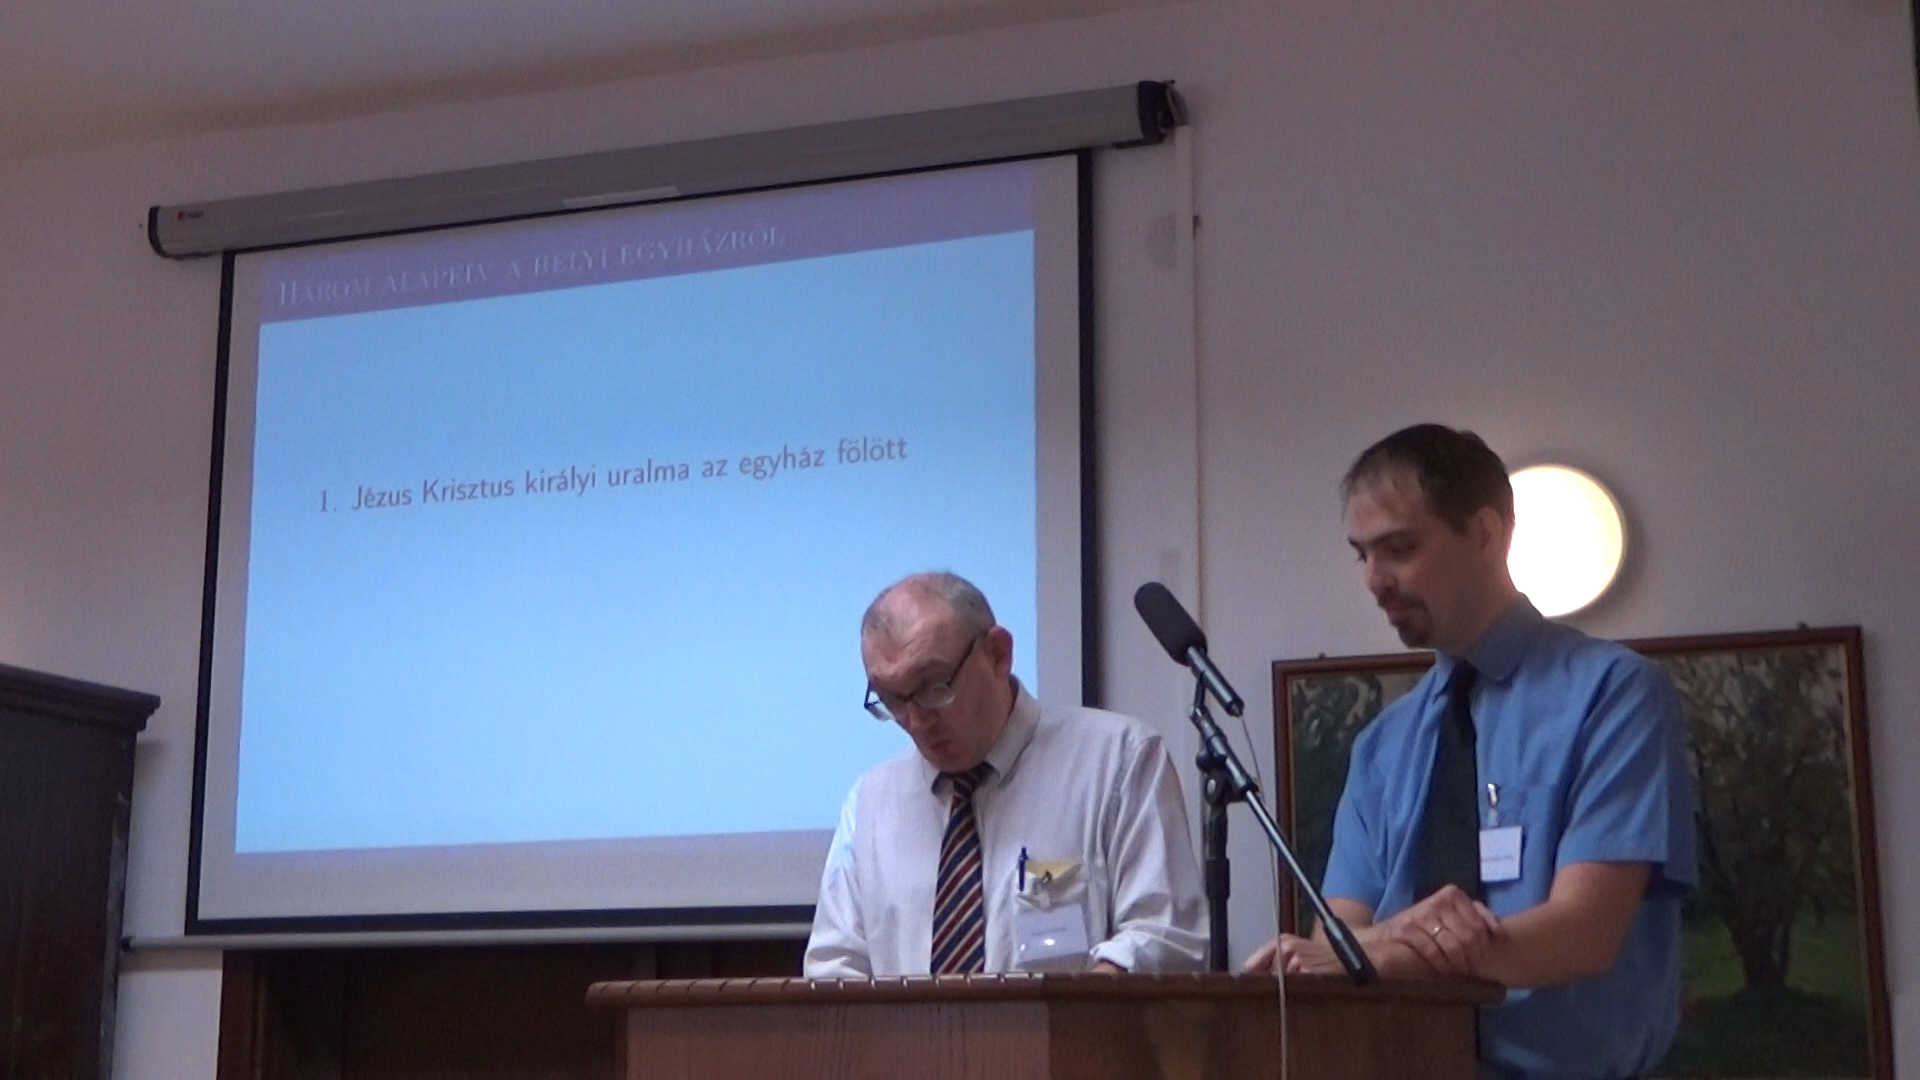 HÁROM ALAPELV A HELYI EGYHÁZRÓL
1. Jézus Krisztus királyi uralma az egyház fölött